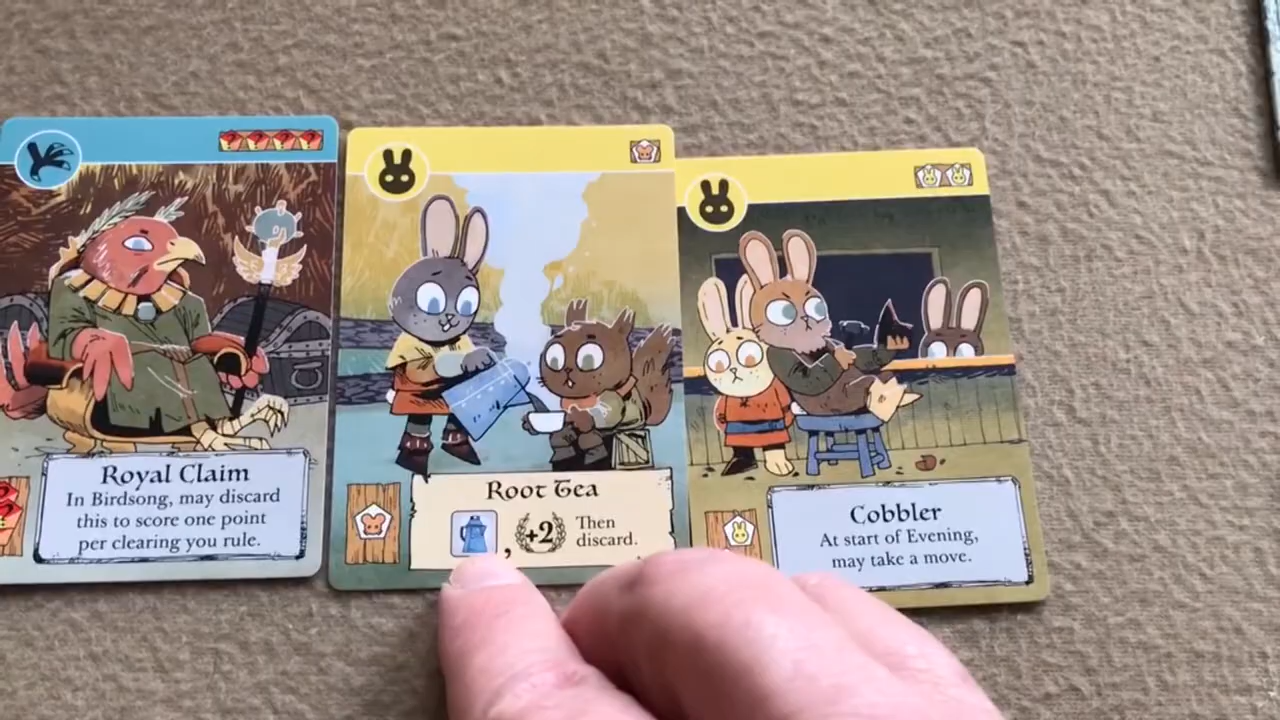 Royal Claim
In Birdsong, may discard
this to score one point
per clearing you rule.
Root Tea
, +2 Then
discard.
Cobbler
At start of Evening,
may take a move.